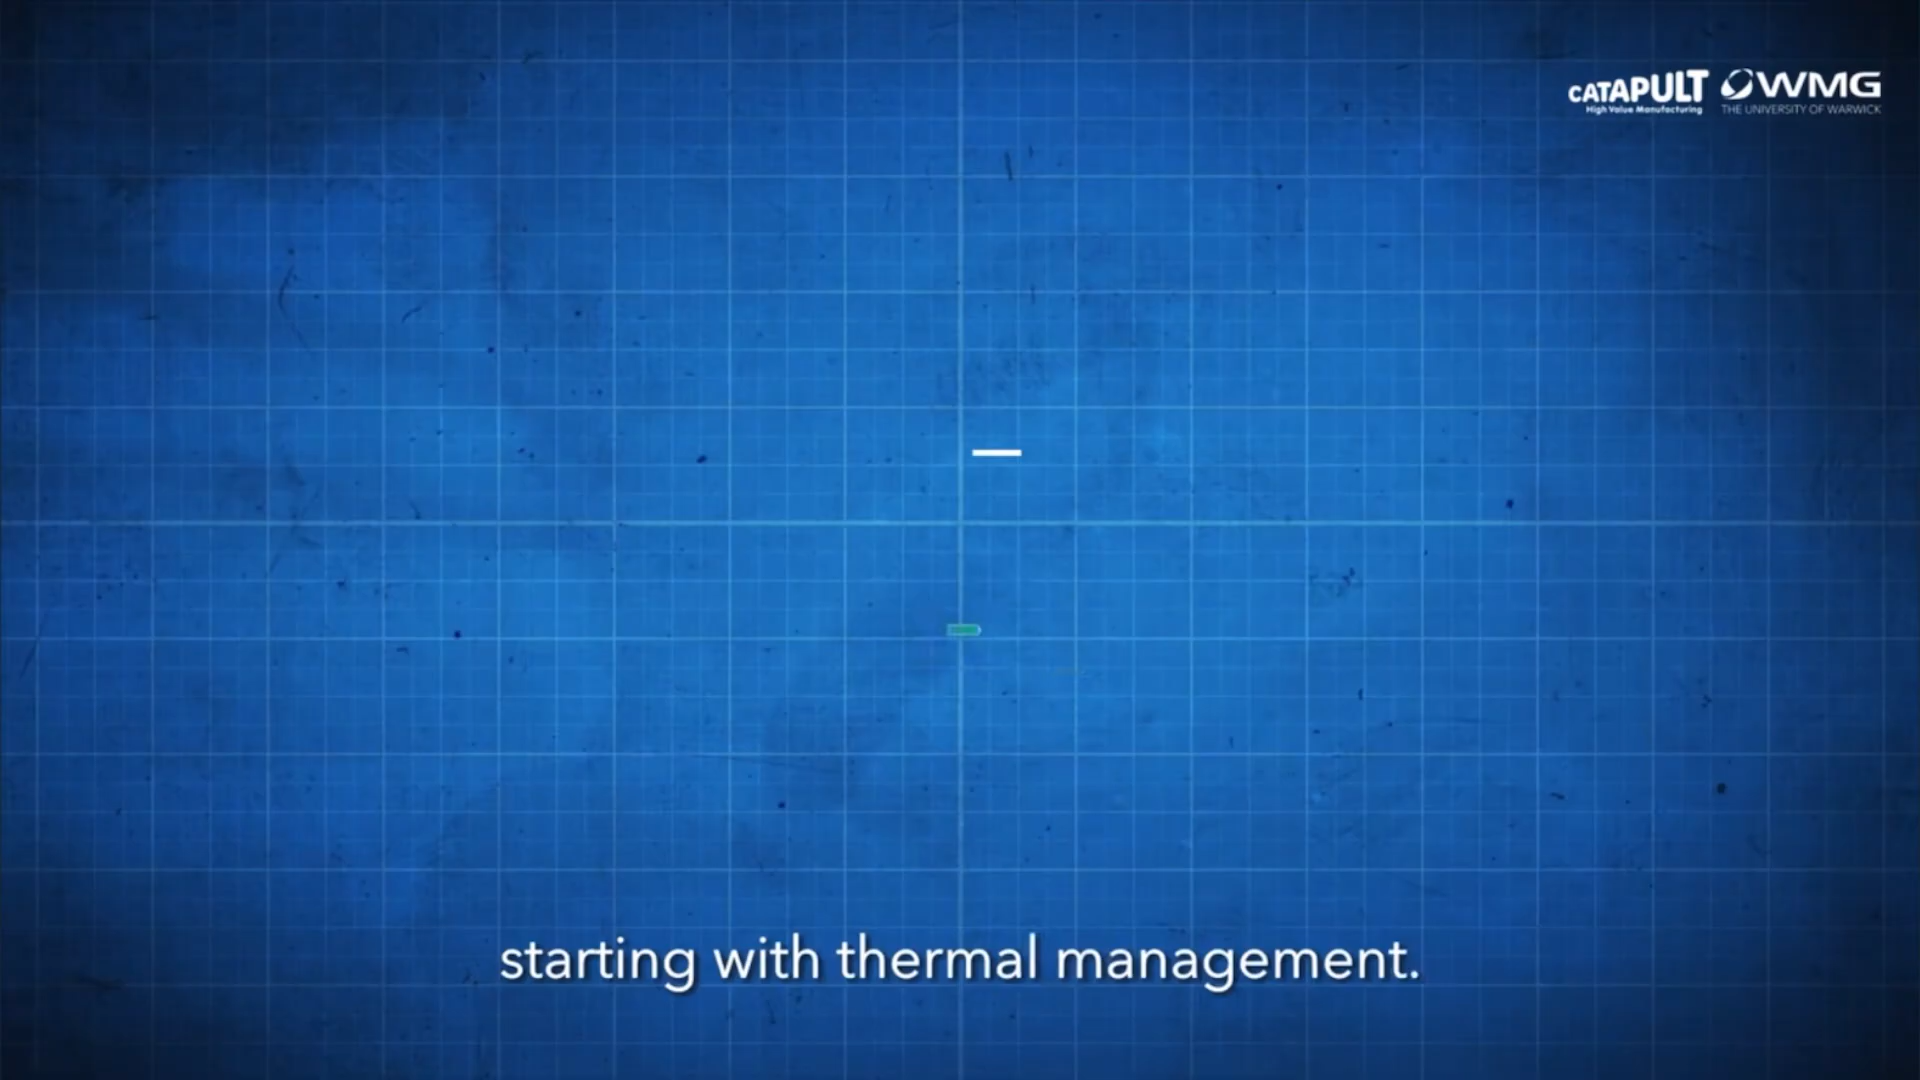 CATAPULT
High Value Manufacturing
WMG
THE UNIVERSITY OF WARWICK
starting with thermal management.